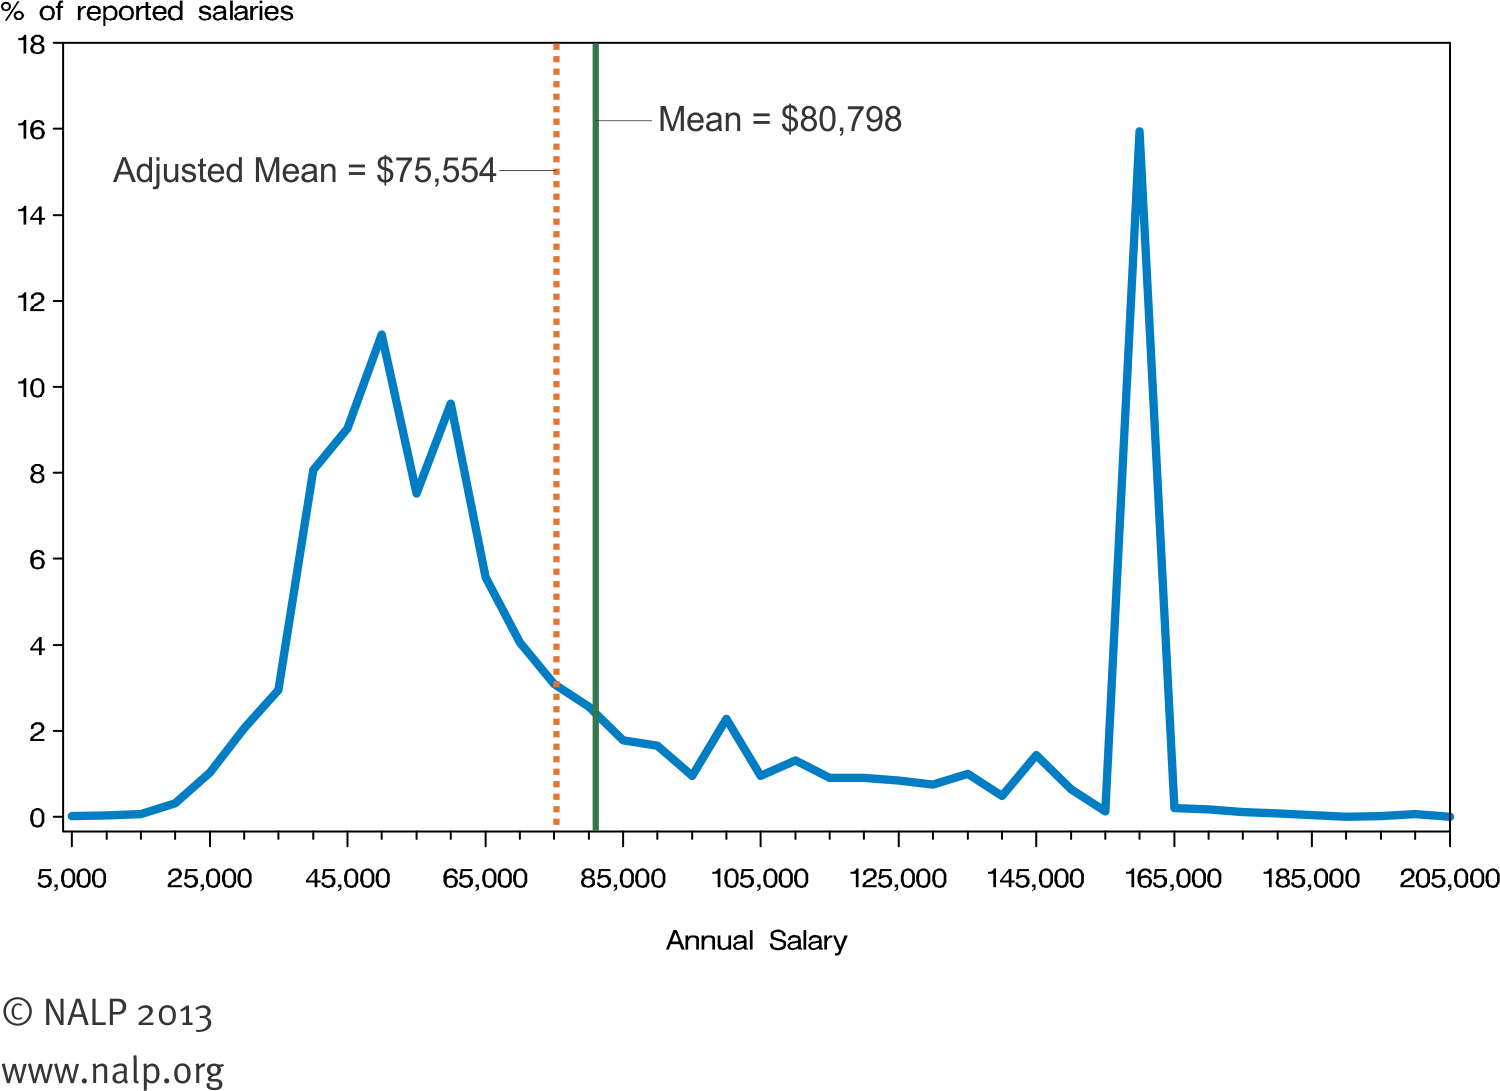 % of reported salaries
18
16
14
12
10
8
6
4
2
0
Mean = $80,798
Adjusted Mean = $75,554
5,000 25,000 45,000 65,000 85,000 105,000 125,000 145,000 165,000 185,000 205,000
Annual Salary
© NALP 2013
www.nalp.org